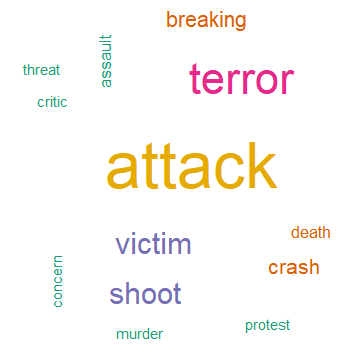 breaking
assault
threat
terror
critic
attack
victim
death
concern
crash
shoot
protest
murder